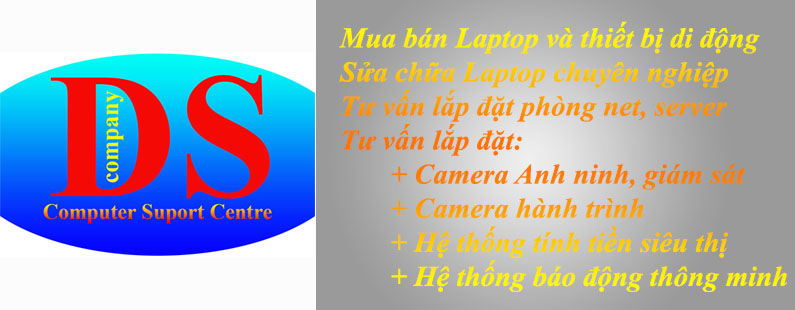 DS
company
Computer Suport Centre
Mua bán Laptop và thiết bị di động
Sửa chữa Laptop chuyên nghiệp
Tư vấn lắp đặt phòng net, server
Tư vấn lắp đặt:
+ Camera Anh ninh, giám sát
+ Camera hành trình
+ Hệ thống tính tiền siêu thị
+ Hệ thống báo động thông minh